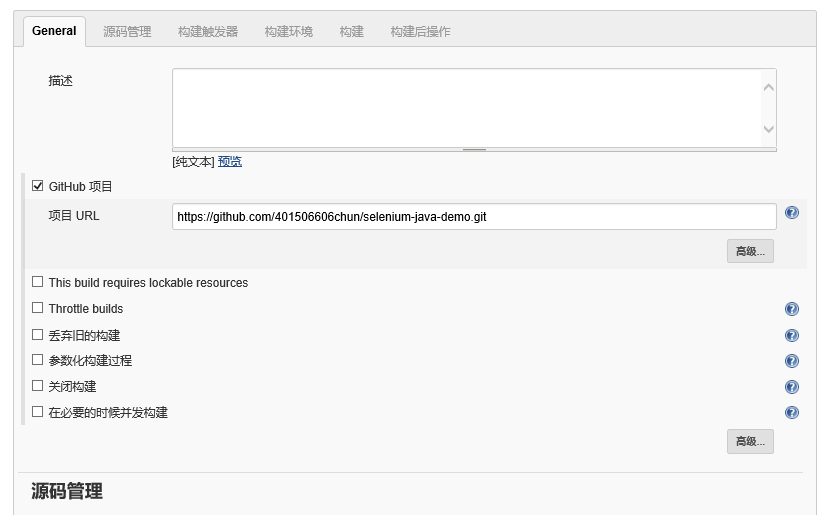 General 源码管理 构建触发器 构建环境 构建 构建后操作
描述
[纯文本] 预览
GitHub 项目
项目 URL https://github.com/401506606chun/selenium-java-demo.git
高级...
This build requires lockable resources
Throttle builds
丢弃旧的构建
参数化构建过程
关闭构建
在必要的时候并发构建
高级...
源码管理